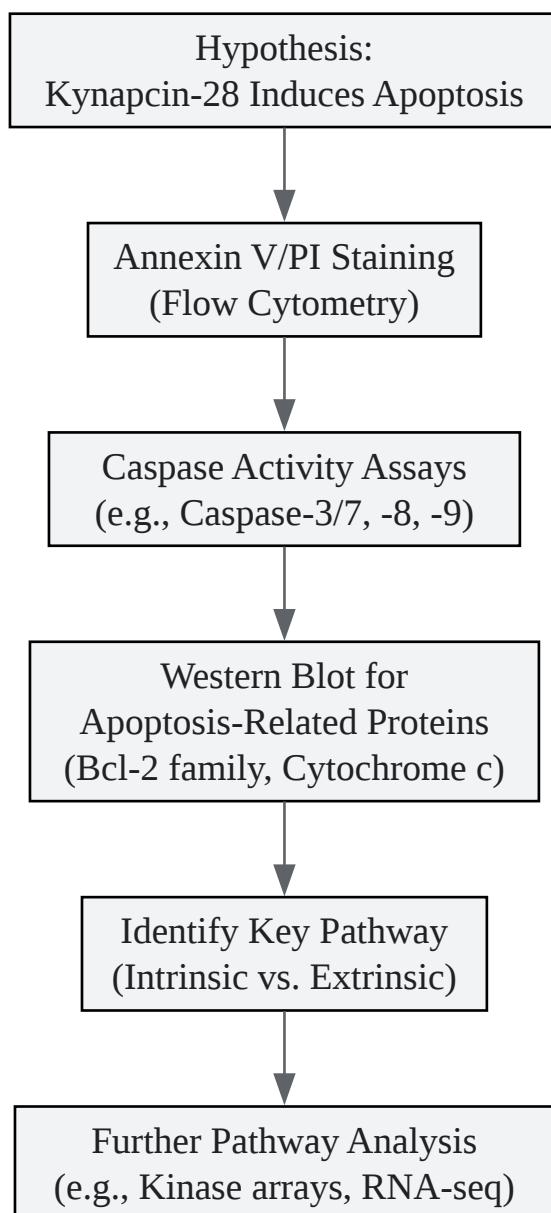 Hypothesis:
Kynapcin-28 Induces Apoptosis
Annexin V/PI Staining
(Flow Cytometry)
Caspase Activity Assays
(e.g., Caspase-3/7, -8, -9)
Western Blot for
Apoptosis-Related Proteins
(Bcl-2 family, Cytochrome c)
Identify Key Pathway
(Intrinsic vs. Extrinsic)
Further Pathway Analysis
(e.g., Kinase arrays, RNA-seq)